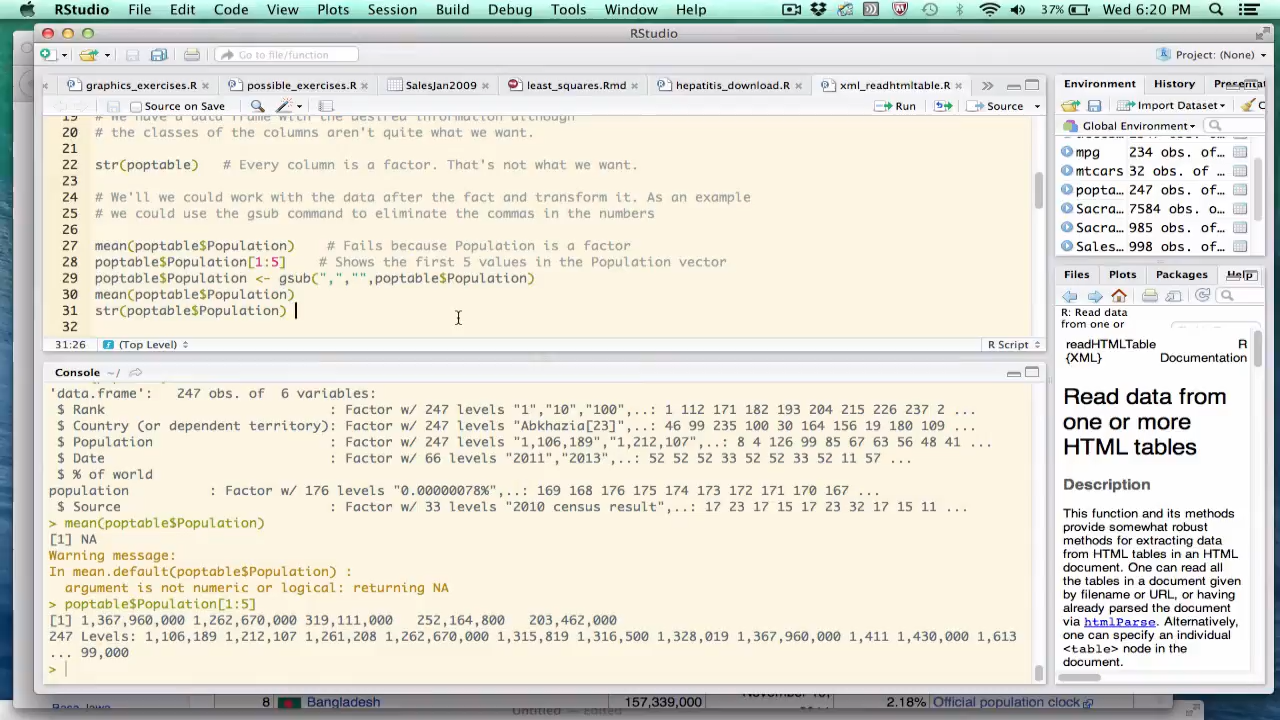 RStudio File Edit Code View Plots Session Build Debug Tools Window Help 37% Wed 6:20 PM
RStudio
Go to file/function Project: (None)
graphics_exercises.R possible_exercises.R SalesJan2009 least_squares.Rmd hepatitis_download.R xml_readhtmltable.R
Source on Save Run Source
19 # We have a data frame with the desired information although
20 # the classes of the columns aren't quite what we want.
21
22 str(poptable) # Every column is a factor. That's not what we want.
23
24 # We'll we could work with the data after the fact and transform it. As an example
25 # we could use the gsub command to eliminate the commas in the numbers
26
27 mean(poptable$Population) # Fails because Population is a factor
28 poptable$Population[1:5] # Shows the first 5 values in the Population vector
29 poptable$Population <- gsub(",","",poptable$Population)
30 mean(poptable$Population)
31 str(poptable$Population)
32
31:26 (Top Level) R Script
Console ~/
'data.frame': 247 obs. of 6 variables:
$ Rank : Factor w/ 247 levels "1","10","100",..: 1 112 171 182 193 204 215 226 237 2 ...
$ Country (or dependent territory): Factor w/ 247 levels "Abkhazia[23]",..: 46 99 235 100 30 164 156 19 180 109 ...
$ Population : Factor w/ 247 levels "1,106,189","1,212,107",..: 8 4 126 99 85 67 63 56 48 41 ...
$ Date : Factor w/ 66 levels "2011","2013",..: 52 52 52 33 52 52 33 52 11 57 ...
$ % of world
population : Factor w/ 176 levels "0.00000078%",..: 169 168 176 175 174 173 172 171 170 167 ...
$ Source : Factor w/ 33 levels "2010 census result",..: 17 23 17 15 17 23 32 17 15 11 ...
> mean(poptable$Population)
[1] NA
Warning message:
In mean.default(poptable$Population) :
argument is not numeric or logical: returning NA
> poptable$Population[1:5]
[1] 1,367,960,000 1,262,670,000 319,111,000 252,164,800 203,462,000
247 Levels: 1,106,189 1,212,107 1,261,208 1,262,670,000 1,315,819 1,316,500 1,328,019 1,367,960,000 1,411 1,430,000 1,613
... 99,000
>
Environment History
Import Dataset
Global Environment
mpg 234 obs. of…
mtcars 32 obs. of…
popta… 247 obs. of…
Sacra… 7584 obs. o…
Sacra… 985 obs. of…
Sales… 998 obs. of…
Files Plots Packages Help
R: Read data
from one or
readHTMLTable R
{XML} Documentation
Read data from
one or more
HTML tables
Description
This function and its methods
provide somewhat robust
methods for extracting data
from HTML tables in an HTML
document. One can read all
the tables in a document given
by filename or URL, or having
already parsed the document
via htmlParse. Alternatively,
one can specify an individual
<table> node in the
document.
8 Bangladesh 157,339,000 2.18% Official population clock